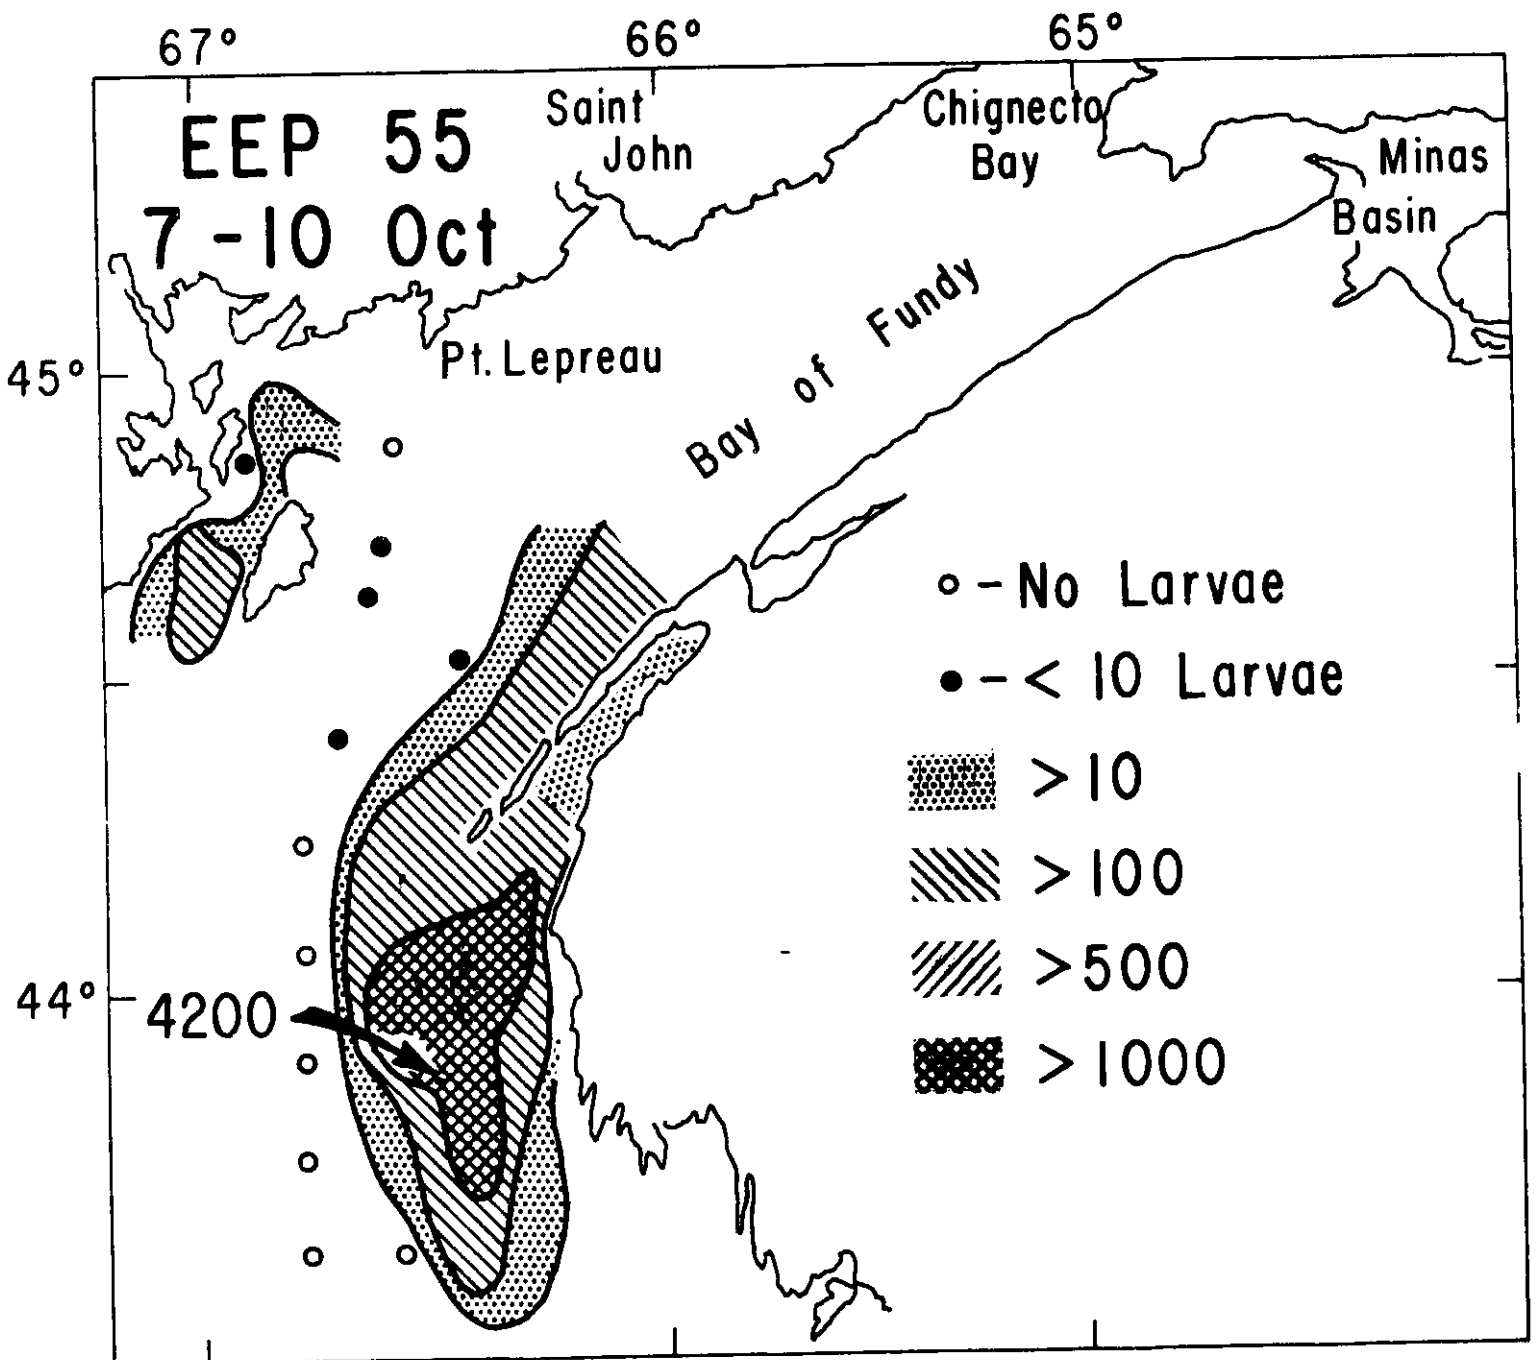 67°
66°
65°
EEP 55
7-10 Oct
Saint
John
Chignecto
Bay
Minas
Basin
Bay of Fundy
Pt. Lepreau
45°
44°
4200
○ - No Larvae
● - < 10 Larvae
>10
>100
>500
>1000